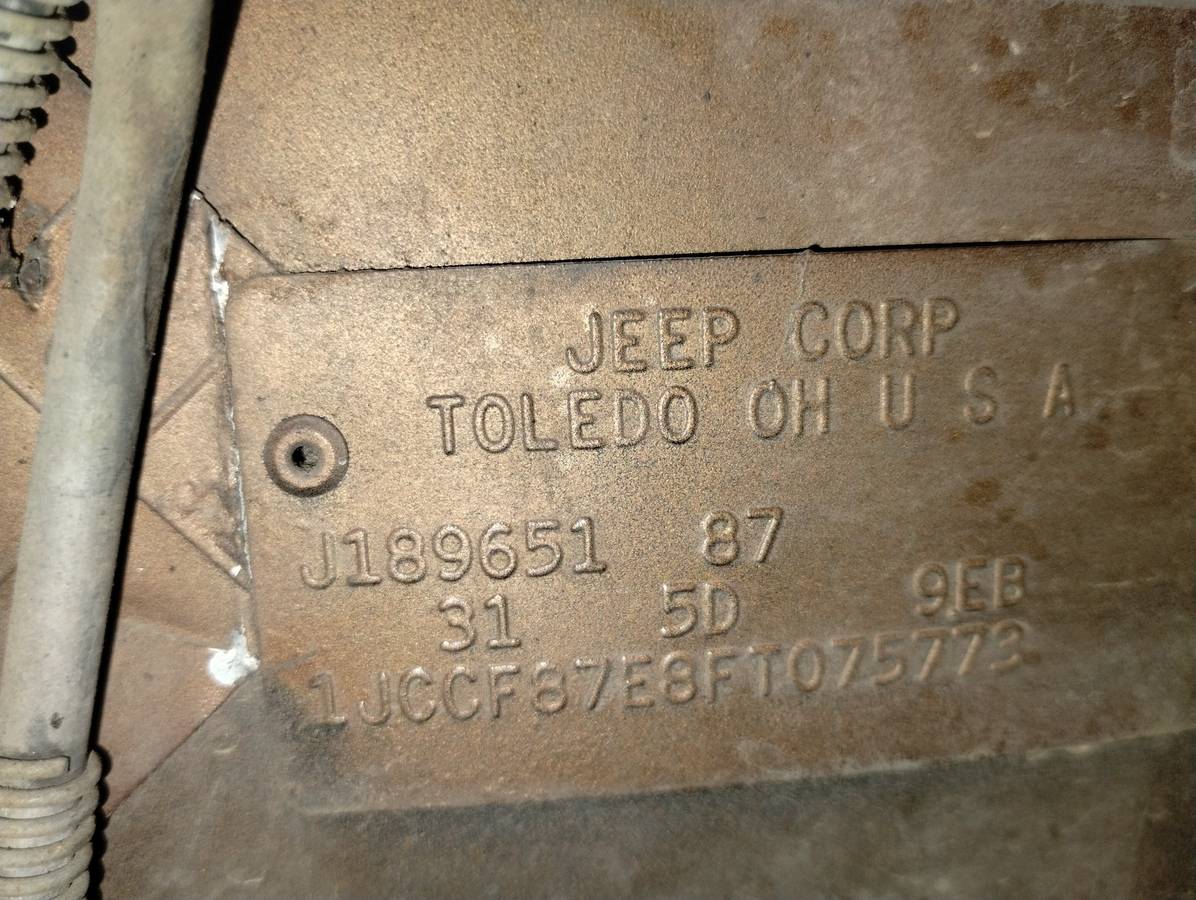 JEEP CORP
TOLEDO OH U S A
J189651 87
31 5D 9EB
1JCCF87E8FT075773